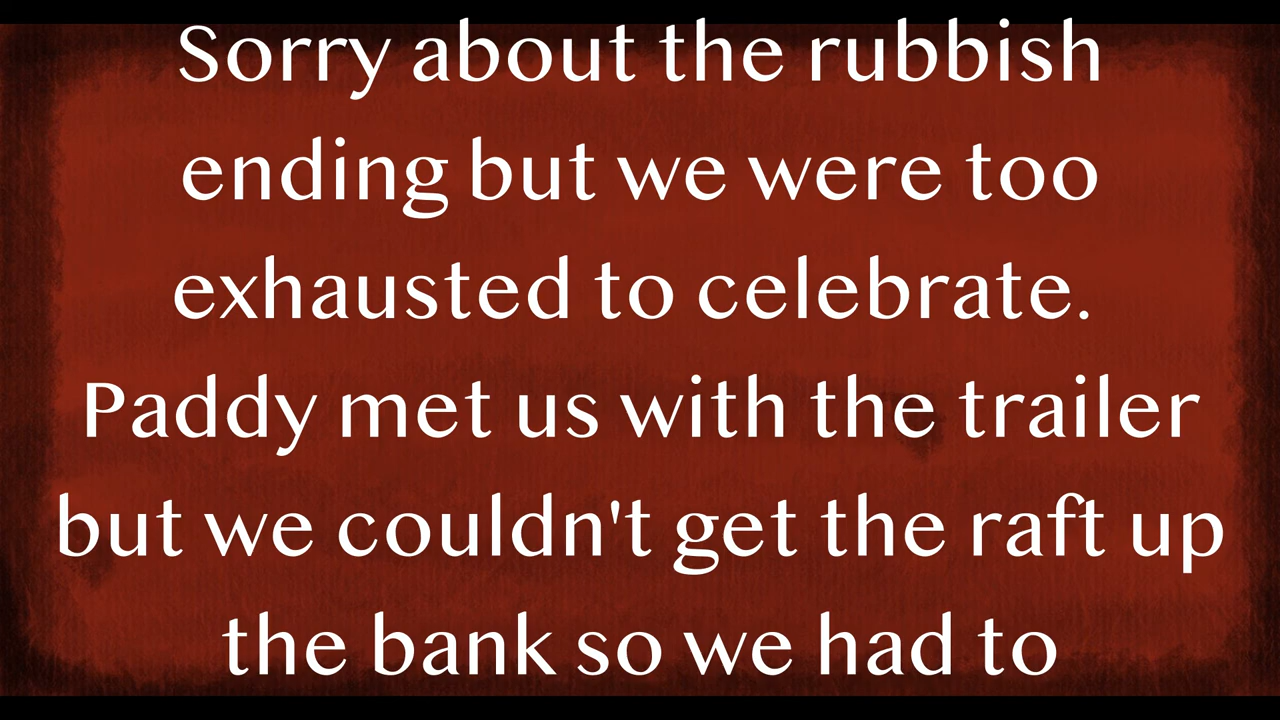 Sorry about the rubbish
ending but we were too
exhausted to celebrate.
Paddy met us with the trailer
but we couldn't get the raft up
the bank so we had to